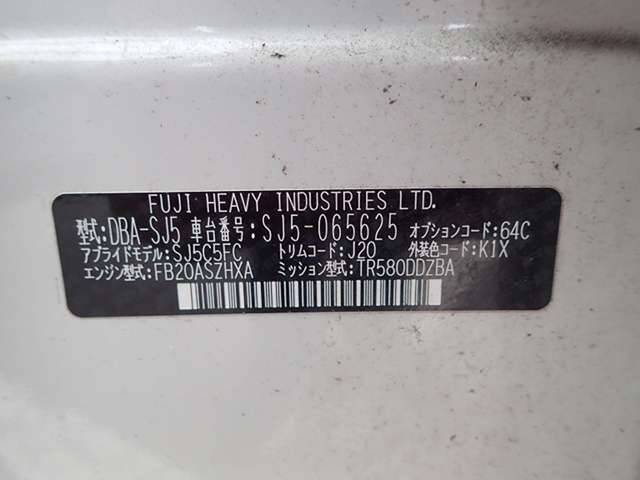 FUJI HEAVY INDUSTRIES LTD.
型式:DBA-SJ5 車台番号:SJ5-065625 オプションコード:64C
アプライドモデル:SJ5C5FC トリムコード:J20 外装色コード:K1X
エンジン型式:FB20ASZHXA ミッション型式:TR580DDZBA